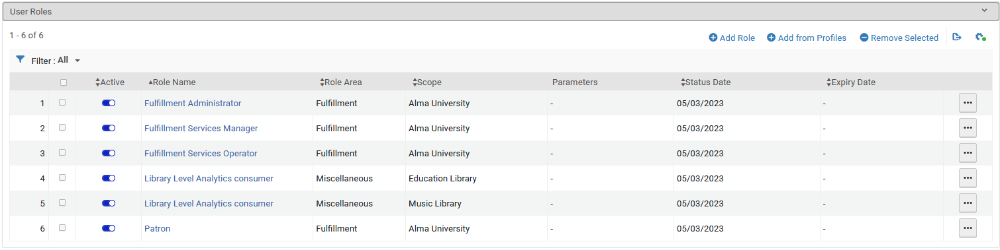 User Roles
1 - 6 of 6
Add Role Add from Profiles Remove Selected
Filter : All
Active Role Name Role Area Scope Parameters Status Date Expiry Date
1 Fulfillment Administrator Fulfillment Alma University - 05/03/2023 -
2 Fulfillment Services Manager Fulfillment Alma University - 05/03/2023 -
3 Fulfillment Services Operator Fulfillment Alma University - 05/03/2023 -
4 Library Level Analytics consumer Miscellaneous Education Library - 05/03/2023 -
5 Library Level Analytics consumer Miscellaneous Music Library - 05/03/2023 -
6 Patron Fulfillment Alma University - 05/03/2023 -